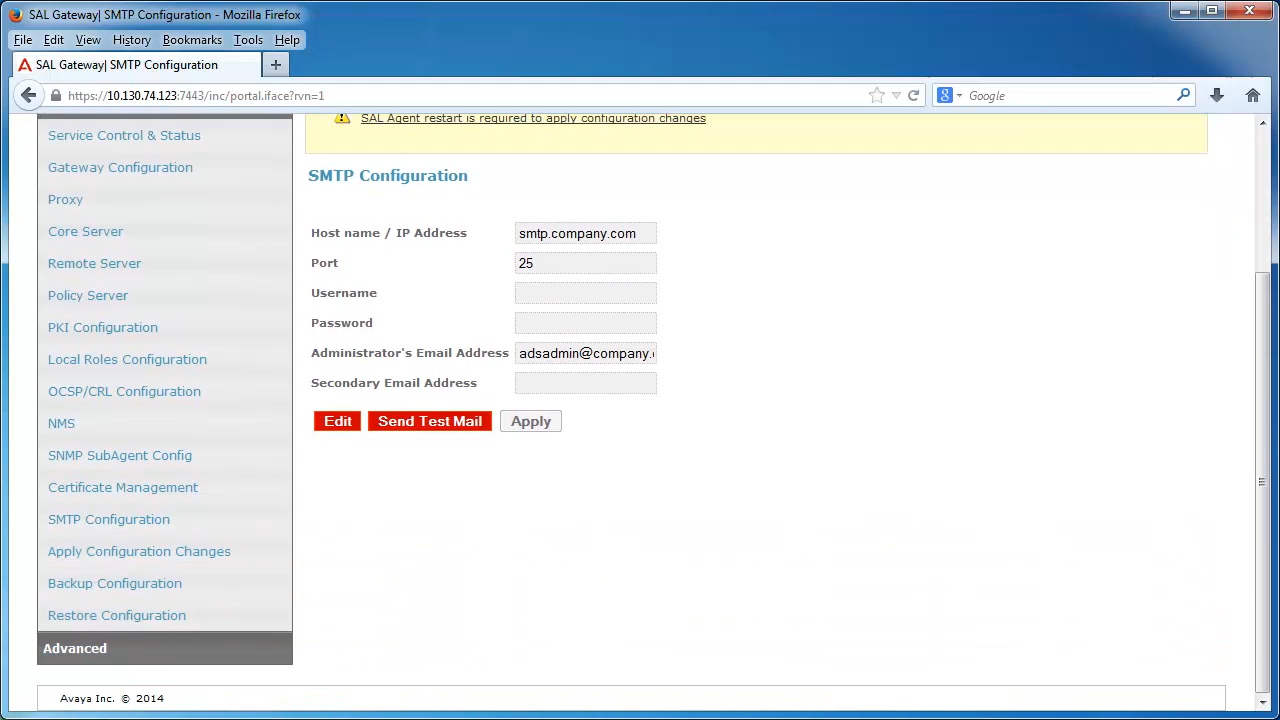 SAL Gateway| SMTP Configuration - Mozilla Firefox
File Edit View History Bookmarks Tools Help
SAL Gateway| SMTP Configuration
https://10.130.74.123:7443/inc/portal.iface?rvn=1
Google
SAL Agent restart is required to apply configuration changes
Service Control & Status
Gateway Configuration
Proxy
Core Server
Remote Server
Policy Server
PKI Configuration
Local Roles Configuration
OCSP/CRL Configuration
NMS
SNMP SubAgent Config
Certificate Management
SMTP Configuration
Apply Configuration Changes
Backup Configuration
Restore Configuration
Advanced
SMTP Configuration
Host name / IP Address smtp.company.com
Port 25
Username
Password
Administrator's Email Address adsadmin@company.
Secondary Email Address
Edit Send Test Mail Apply
Avaya Inc. © 2014